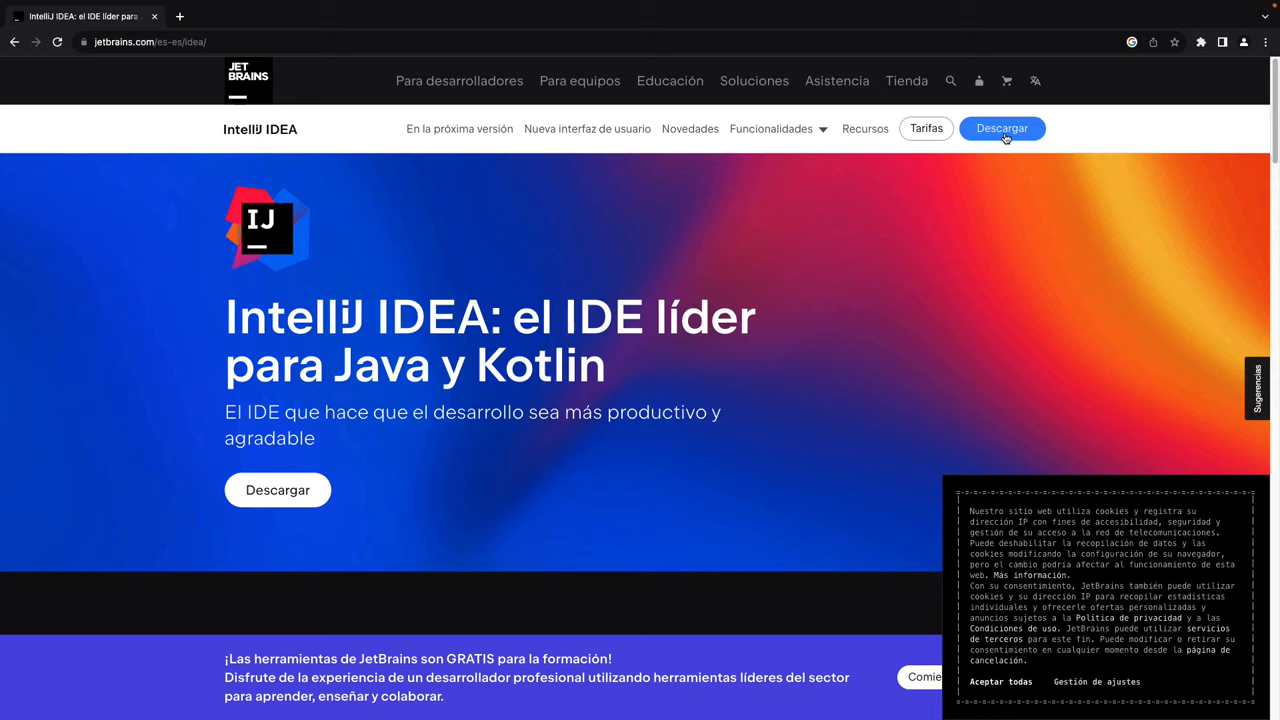 IntelliJ IDEA: el IDE líder para
jetbrains.com/es-es/idea/
JET
BRAINS
Para desarrolladores
Para equipos
Educación
Soluciones
Asistencia
Tienda
IntelliJ IDEA
En la próxima versión
Nueva interfaz de usuario
Novedades
Funcionalidades
Recursos
Tarifas
Descargar
IJ
IntelliJ IDEA: el IDE líder
para Java y Kotlin
El IDE que hace que el desarrollo sea más productivo y
agradable
Descargar
Sugerencias
Nuestro sitio web utiliza cookies y registra su
dirección IP con fines de accesibilidad, seguridad y
gestión de su acceso a la red de telecomunicaciones.
Puede deshabilitar la recopilación de datos y las
cookies modificando la configuración de su navegador,
pero el cambio podría afectar al funcionamiento de esta
web. Más información.
Con su consentimiento, JetBrains también puede utilizar
cookies y su dirección IP para recopilar estadísticas
individuales y ofrecerle ofertas personalizadas y
anuncios sujetos a la Política de privacidad y a las
Condiciones de uso. JetBrains puede utilizar servicios
de terceros para este fin. Puede modificar o retirar su
consentimiento en cualquier momento desde la página de
cancelación.
Aceptar todas
Gestión de ajustes
¡Las herramientas de JetBrains son GRATIS para la formación!
Disfrute de la experiencia de un desarrollador profesional utilizando herramientas líderes del sector
para aprender, enseñar y colaborar.
Comie